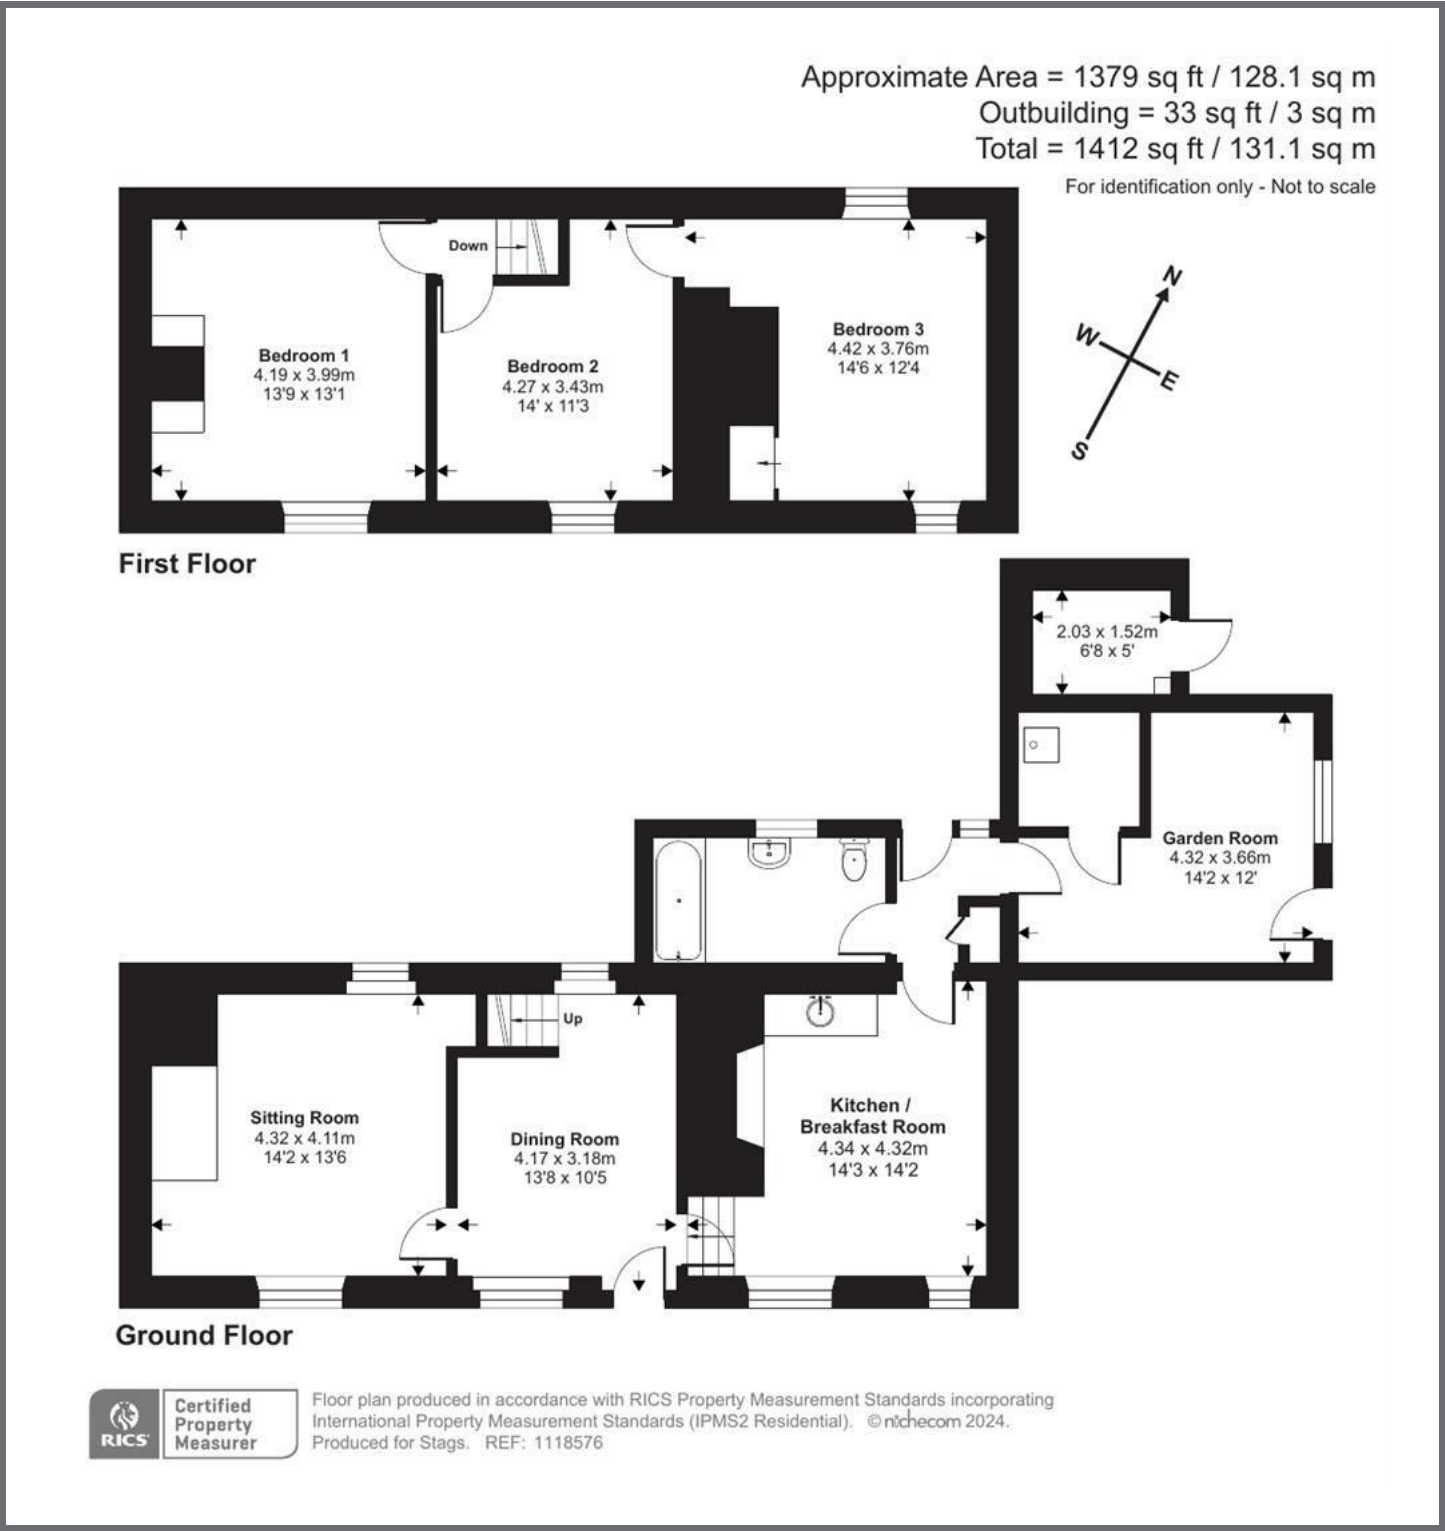 Approximate Area = 1379 sq ft / 128.1 sq m
Outbuilding = 33 sq ft / 3 sq m
Total = 1412 sq ft / 131.1 sq m
For identification only - Not to scale
Down
Bedroom 1
4.19 x 3.99m
13'9 x 13'1
Bedroom 2
4.27 x 3.43m
14' x 11'3
Bedroom 3
4.42 x 3.76m
14'6 x 12'4
N
W
E
S
First Floor
2.03 x 1.52m
6'8 x 5'
Garden Room
4.32 x 3.66m
14'2 x 12'
Up
Sitting Room
4.32 x 4.11m
14'2 x 13'6
Dining Room
4.17 x 3.18m
13'8 x 10'5
Kitchen /
Breakfast Room
4.34 x 4.32m
14'3 x 14'2
Ground Floor
RICS
Certified
Property
Measurer
Floor plan produced in accordance with RICS Property Measurement Standards incorporating
International Property Measurement Standards (IPMS2 Residential). © nichecom 2024.
Produced for Stags. REF: 1118576